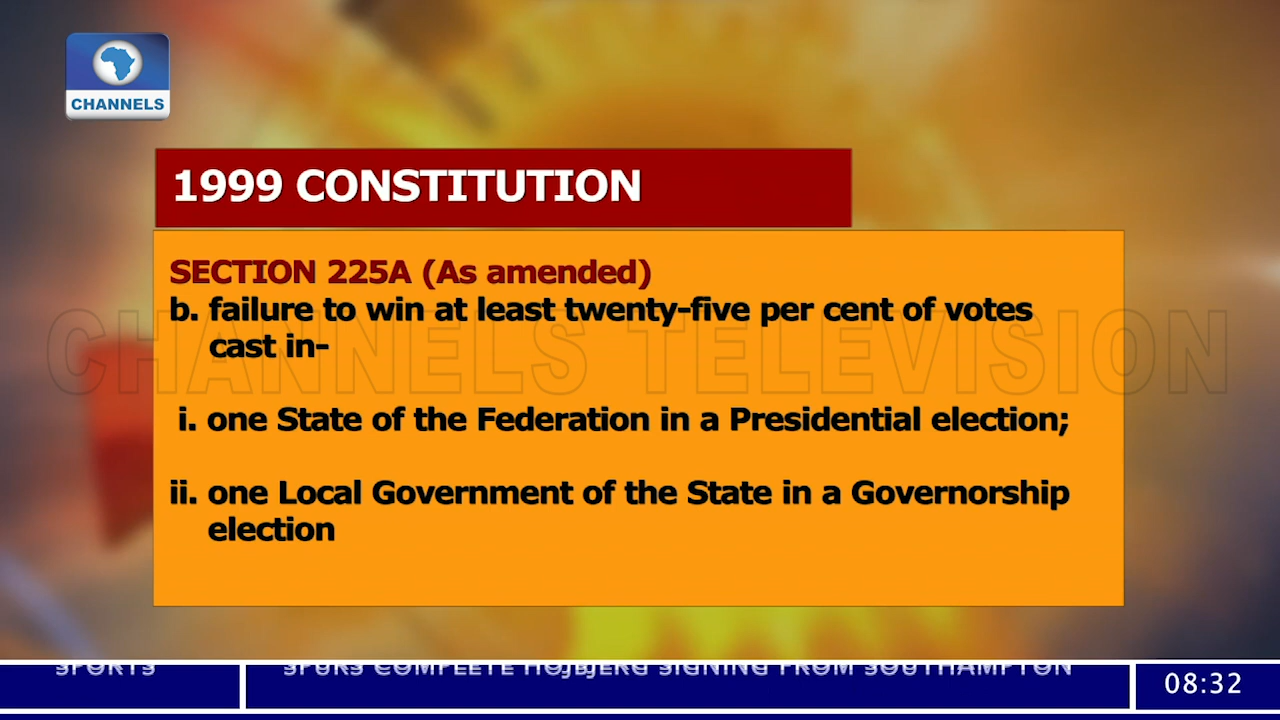 CHANNELS
1999 CONSTITUTION
SECTION 225A (As amended)
b. failure to win at least twenty-five per cent of votes
cast in-
CHANNELS TELEVISION
i. one State of the Federation in a Presidential election;
ii. one Local Government of the State in a Governorship
election
SPORTS
SPURS COMPLETE HOJBJERG SIGNING FROM SOUTHAMPTON
08:32